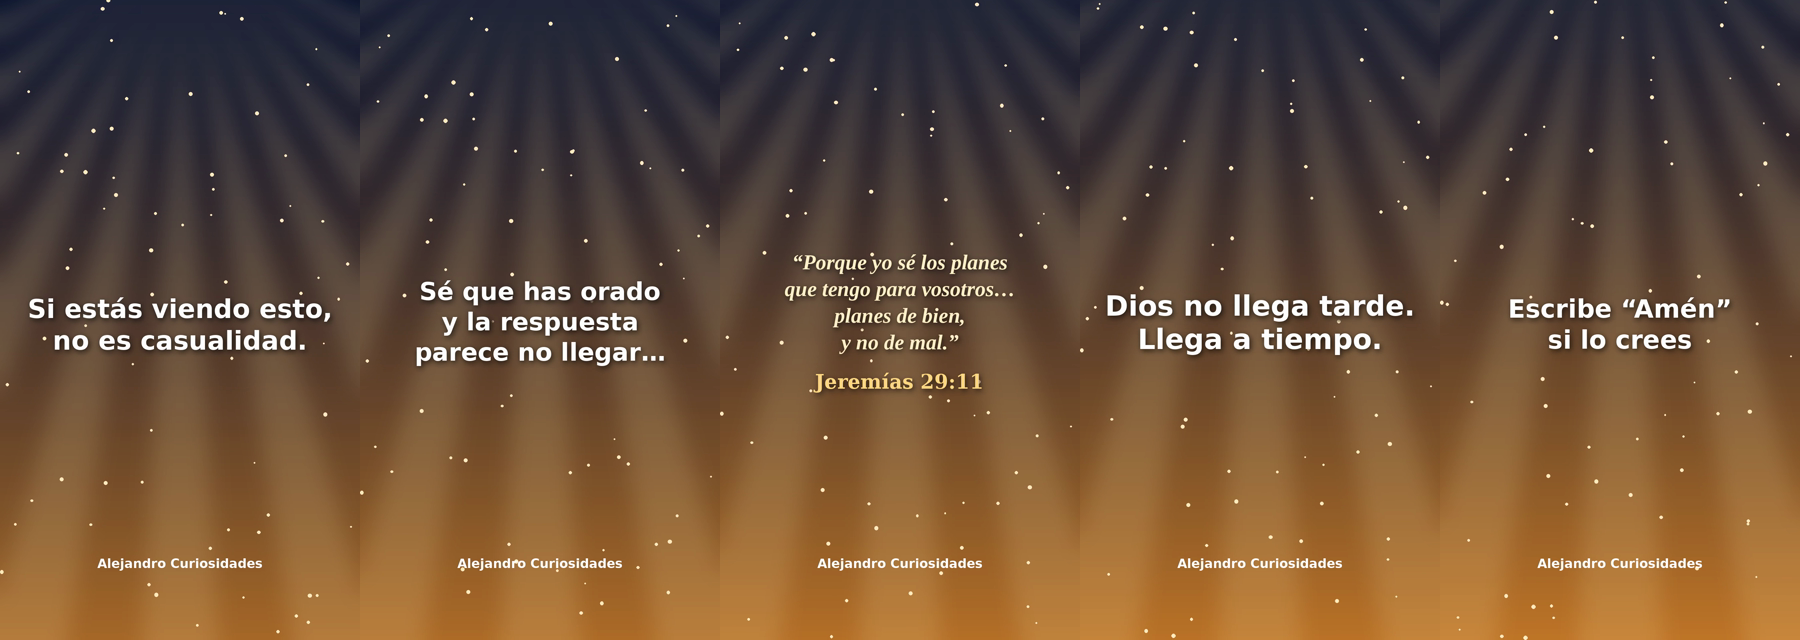 Si estás viendo esto,
no es casualidad.
Alejandro Curiosidades
Sé que has orado
y la respuesta
parece no llegar...
Alejandro Curiosidades
“Porque yo sé los planes
que tengo para vosotros…
planes de bien,
y no de mal.”
Jeremías 29:11
Alejandro Curiosidades
Dios no llega tarde.
Llega a tiempo.
Alejandro Curiosidades
Escribe “Amén”
si lo crees
Alejandro Curiosidades